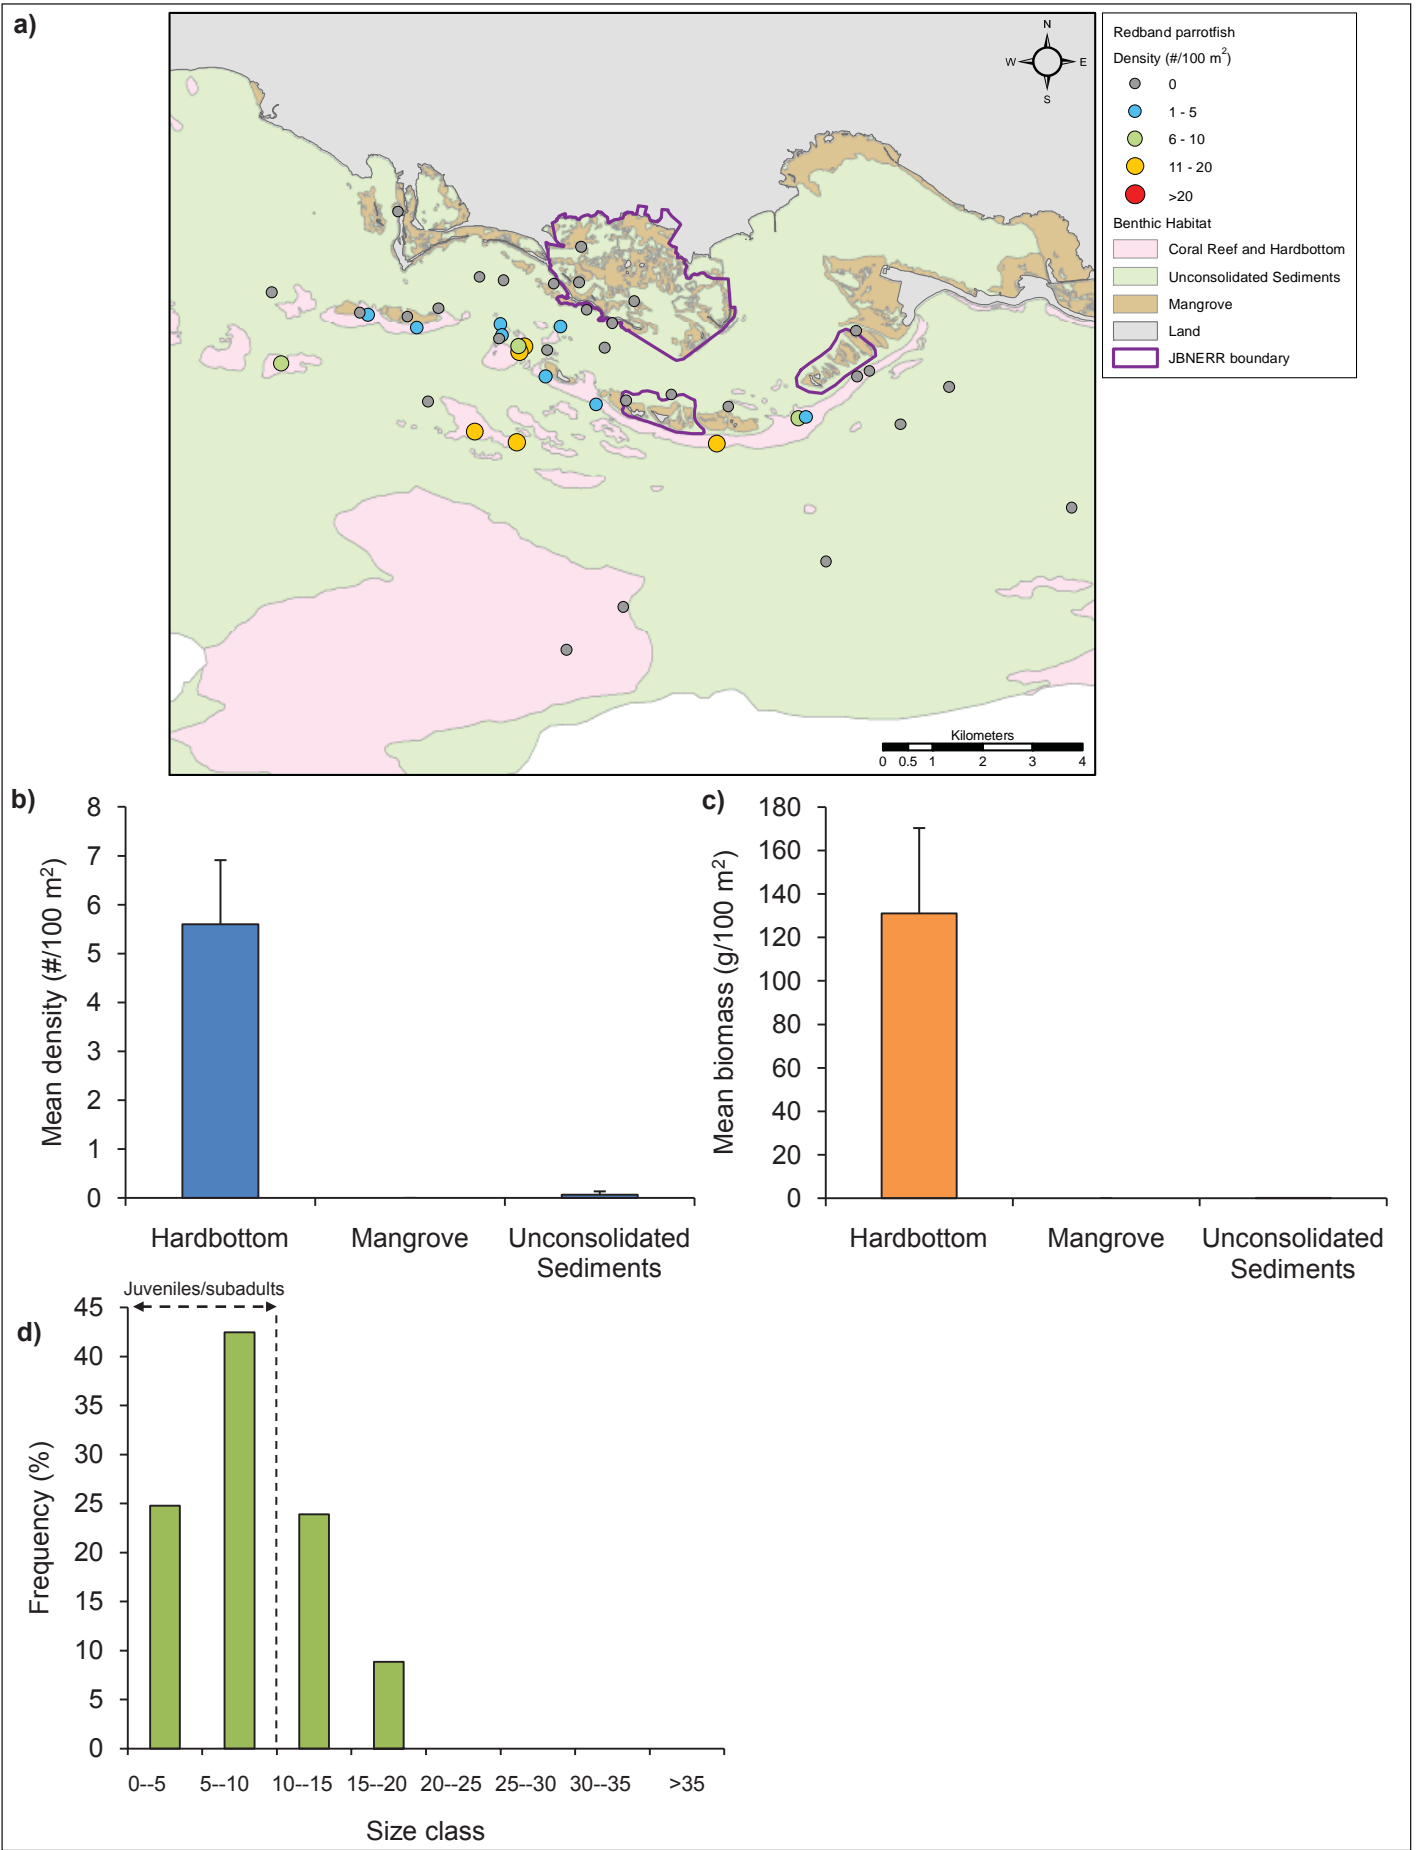 a)
N
W
E
S
Redband parrotfish
Density (#/100 m²)
0
1 - 5
6 - 10
11 - 20
>20
Benthic Habitat
Coral Reef and Hardbottom
Unconsolidated Sediments
Mangrove
Land
JBNERR boundary
Kilometers
0 0.5 1 2 3 4
b)
8
7
6
5
4
3
2
1
0
Mean density (#/100 m²)
Hardbottom Mangrove Unconsolidated
Sediments
c)
180
160
140
120
100
80
60
40
20
0
Mean biomass (g/100 m²)
Hardbottom Mangrove Unconsolidated
Sediments
d)
Juveniles/subadults
45
40
35
30
25
20
15
10
5
0
Frequency (%)
0--5 5--10 10--15 15--20 20--25 25--30 30--35 >35
Size class